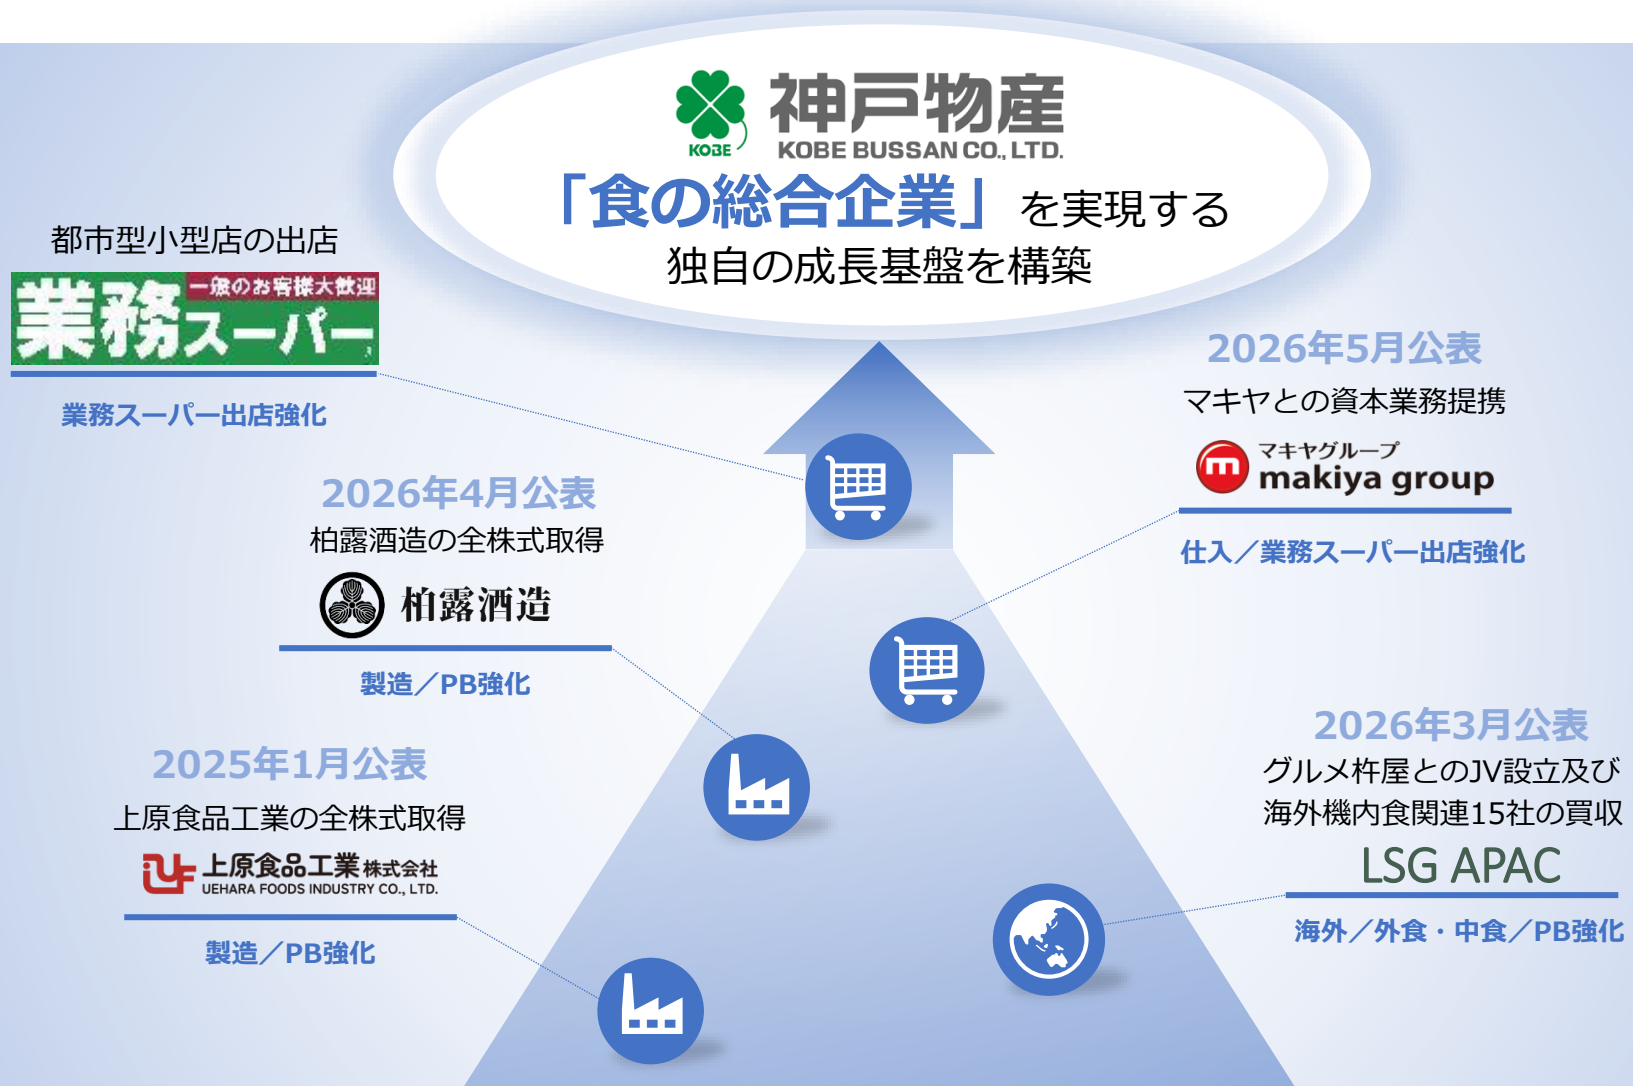 KOBE
神戸物産
KOBE BUSSAN CO., LTD.
「食の総合企業」を実現する
独自の成長基盤を構築
都市型小型店の出店
一般のお客様大歓迎
業務スーパー
業務スーパー出店強化
2026年5月公表
マキヤとの資本業務提携
m
マキヤグループ
makiya group
仕入／業務スーパー出店強化
2026年4月公表
柏露酒造の全株式取得
柏露酒造
製造／PB強化
2026年3月公表
グルメ杵屋とのJV設立及び
海外機内食関連15社の買収
LSG APAC
海外／外食・中食／PB強化
2025年1月公表
上原食品工業の全株式取得
上原食品工業株式会社
UEHARA FOODS INDUSTRY CO., LTD.
製造／PB強化